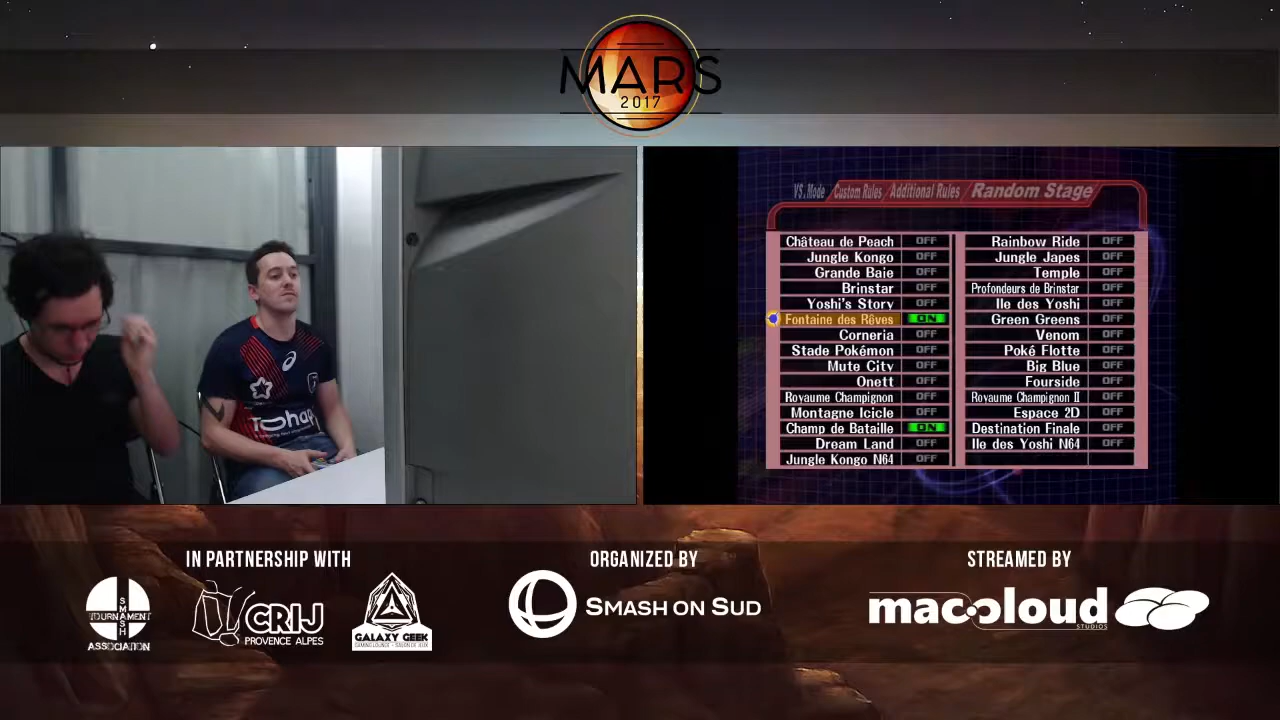 MARS
2017
VS. Mode
Custom Rules
Additional Rules
Random Stage
Château de Peach OFF
Jungle Kongo OFF
Grande Baie OFF
Brinstar OFF
Yoshi's Story OFF
Fontaine des Rêves ON
Corneria OFF
Stade Pokémon OFF
Mute City OFF
Onett OFF
Royaume Champignon OFF
Montagne Icicle OFF
Champ de Bataille ON
Dream Land OFF
Jungle Kongo N64 OFF
Rainbow Ride OFF
Jungle Japes OFF
Temple OFF
Profondeurs de Brinstar OFF
Ile des Yoshi OFF
Green Greens OFF
Venom OFF
Poké Flotte OFF
Big Blue OFF
Fourside OFF
Royaume Champignon II OFF
Espace 2D OFF
Destination Finale OFF
Ile des Yoshi N64 OFF
IN PARTNERSHIP WITH
SMASH
TOURNAMENT
ASSOCIATION
CRIJ
PROVENCE ALPES
GALAXY GEEK
ORGANIZED BY
SMASH ON SUD
STREAMED BY
maccloud
STUDIOS